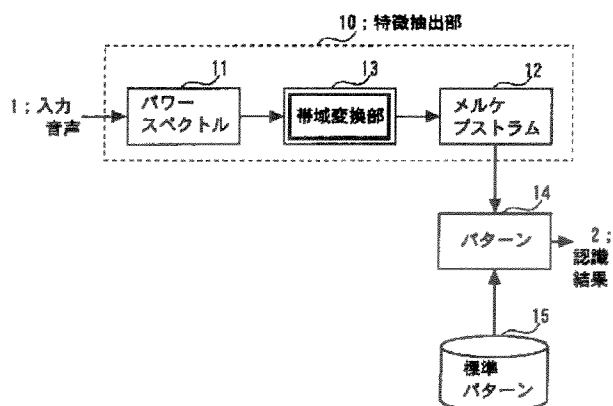 10;特徴抽出部
11
13
12
1;入力
音声
パワー
スペクトル
帯域変換部
メルケ
プストラム
14
パターン
2;
認識
結果
15
標準
パターン